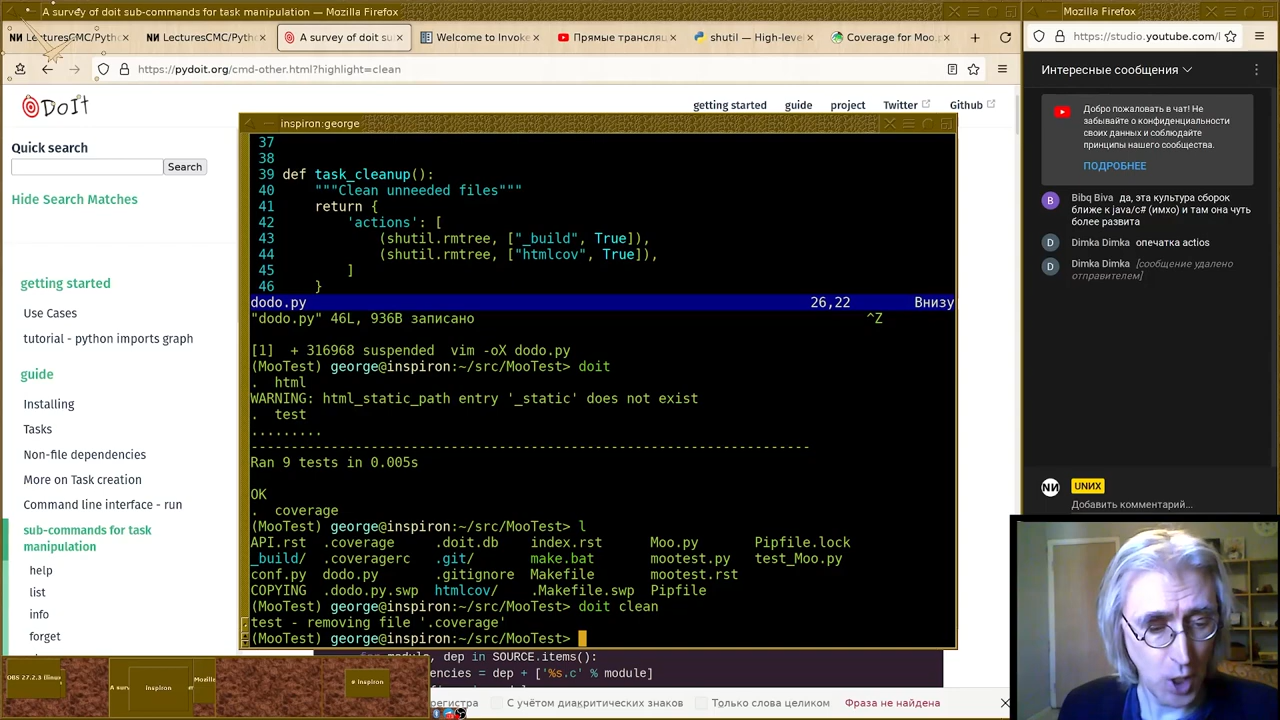 A survey of doit sub-commands for task manipulation — Mozilla Firefox
LecturesCMC/Pytho
LecturesCMC/Pytho
A survey of doit sub
Welcome to Invoke
Прямые трансляц
shutil — High-level
Coverage for Moo.p
https://pydoit.org/cmd-other.html?highlight=clean
DoIt
getting started
guide
project
Twitter
Github
Quick search
Search
Hide Search Matches
getting started
Use Cases
tutorial - python imports graph
guide
Installing
Tasks
Non-file dependencies
More on Task creation
Command line interface - run
sub-commands for task
manipulation
help
list
info
forget
inspiron:george
37
38
39 def task_cleanup():
40 """Clean unneeded files"""
41 return {
42 'actions': [
43 (shutil.rmtree, ["_build", True]),
44 (shutil.rmtree, ["htmlcov", True]),
45 ]
46 }
dodo.py 26,22 Внизу
"dodo.py" 46L, 936B записано ^Z
[1] + 316968 suspended vim -oX dodo.py
(MooTest) george@inspiron:~/src/MooTest> doit
. html
WARNING: html_static_path entry '_static' does not exist
. test
.........
----------------------------------------------------------------------
Ran 9 tests in 0.005s
OK
. coverage
(MooTest) george@inspiron:~/src/MooTest> l
API.rst .coverage .doit.db index.rst Moo.py Pipfile.lock
_build/ .coveragerc .git/ make.bat mootest.py test_Moo.py
conf.py dodo.py .gitignore Makefile mootest.rst
COPYING .dodo.py.swp htmlcov/ .Makefile.swp Pipfile
(MooTest) george@inspiron:~/src/MooTest> doit clean
test - removing file '.coverage'
(MooTest) george@inspiron:~/src/MooTest>
for module, dep in SOURCE.items():
encies = dep + ['%s.c' % module]
регистра
С учётом диакритических знаков
Только слова целиком
Фраза не найдена
OBS 27.2.3 (linux
A surv
inspiron
Mozilla
# inspiron
Mozilla Firefox
https://studio.youtube.com/l
Интересные сообщения
Добро пожаловать в чат! Не
забывайте о конфиденциальности
своих данных и соблюдайте
принципы нашего сообщества.
ПОДРОБНЕЕ
B
Bibq Biva да, эта культура сборок
ближе к java/c# (имхо) и там она чуть
более развита
D
Dimka Dimka опечатка actios
D
Dimka Dimka [сообщение удалено
отправителем]
UNИX
Добавить комментарий...